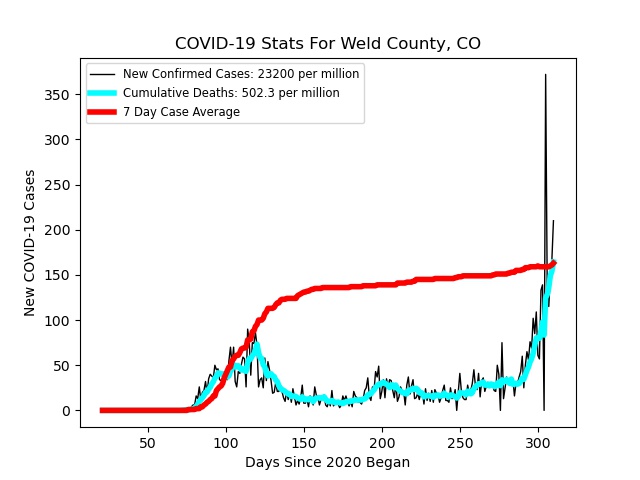 COVID-19 Stats For Weld County, CO
New Confirmed Cases: 23200 per million
Cumulative Deaths: 502.3 per million
7 Day Case Average
New COVID-19 Cases
350
300
250
200
150
100
50
0
50
100
150
200
250
300
Days Since 2020 Began